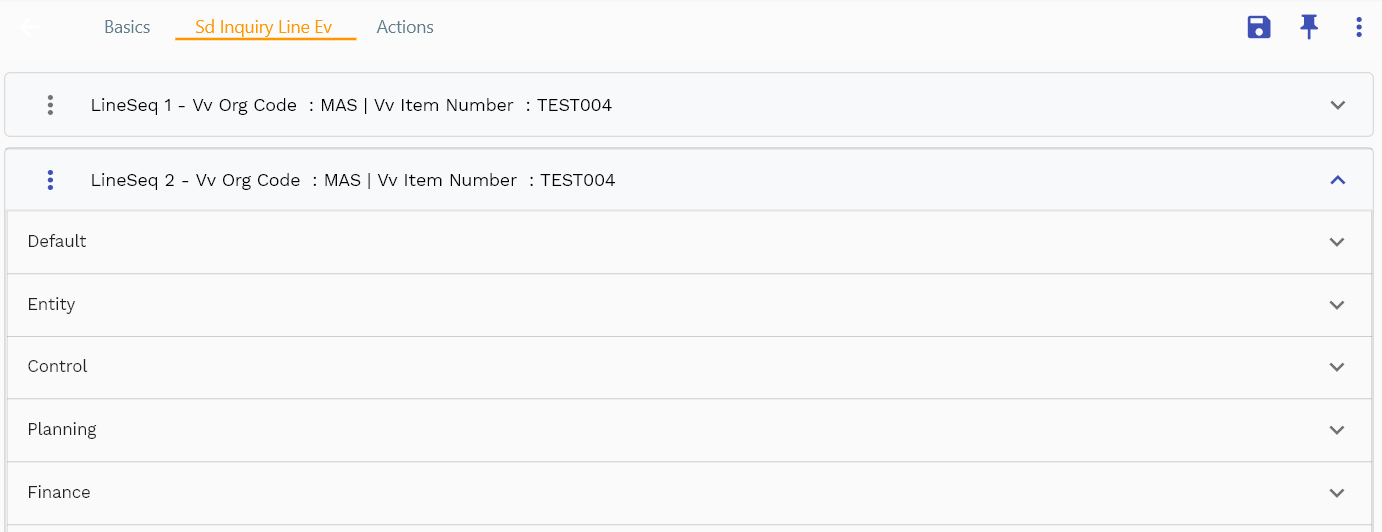 Basics Sd Inquiry Line Ev Actions
LineSeq 1 - Vv Org Code : MAS | Vv Item Number : TEST004
LineSeq 2 - Vv Org Code : MAS | Vv Item Number : TEST004
Default
Entity
Control
Planning
Finance